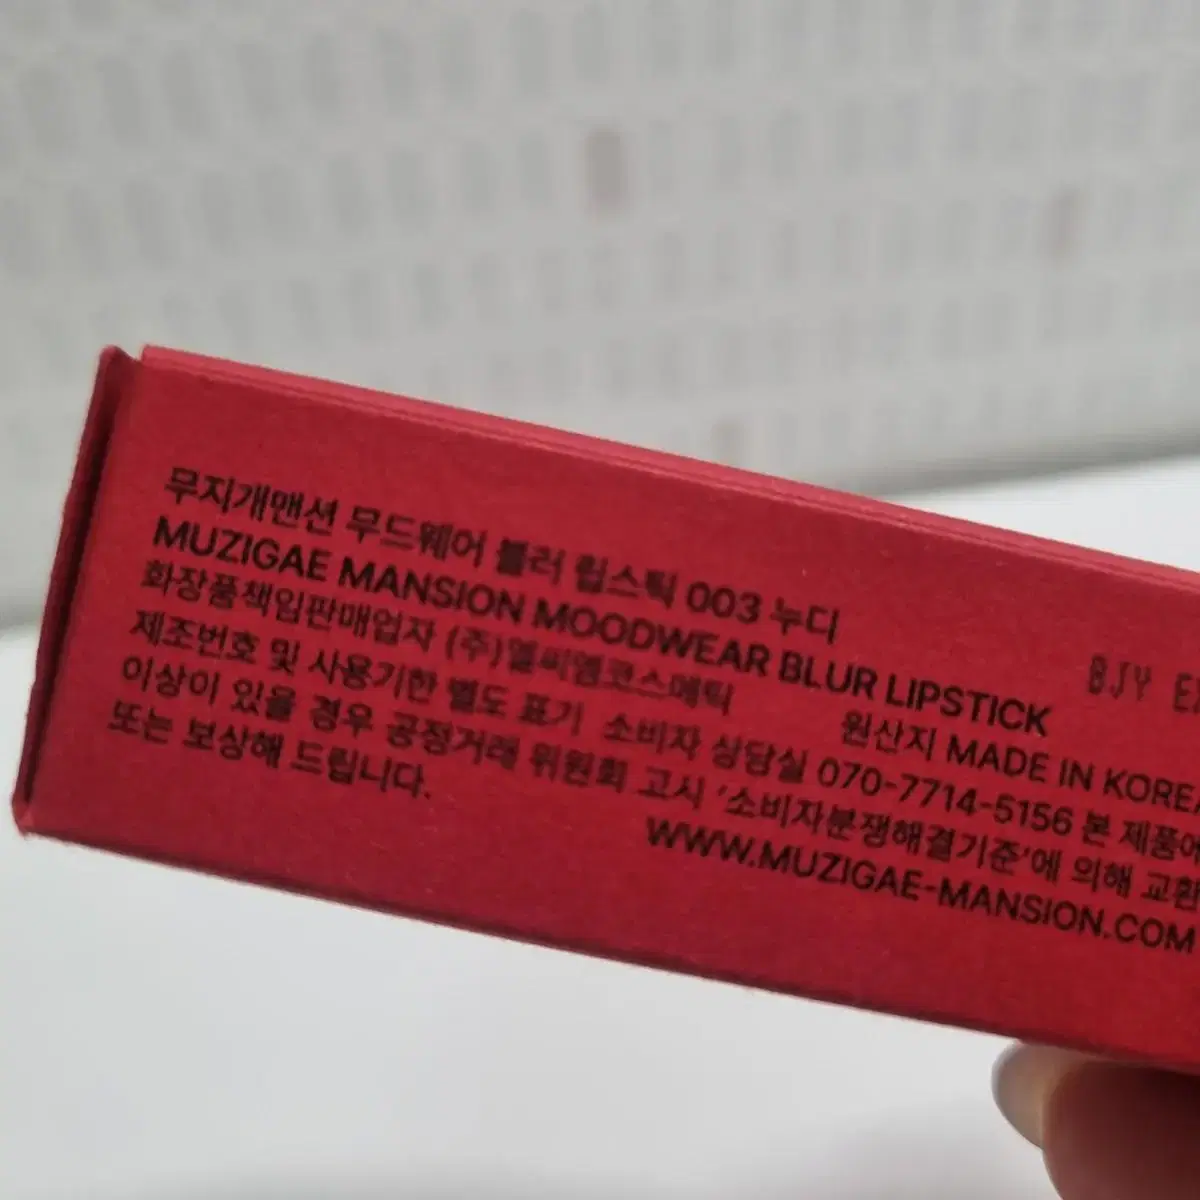 무지개맨션 무드웨어 블러 립스틱 003 누디
MUZIGAE MANSION MOODWEAR BLUR LIPSTICK
BJY
화장품책임판매업자 (주)엘씨엠코스메틱 원산지 MADE IN KOREA
제조번호 및 사용기한 별도 표기 소비자 상담실 070-7714-5156 본 제품에
이상이 있을 경우 공정거래 위원회 고시 '소비자분쟁해결기준'에 의해 교환
또는 보상해 드립니다. WWW.MUZIGAE-MANSION.COM